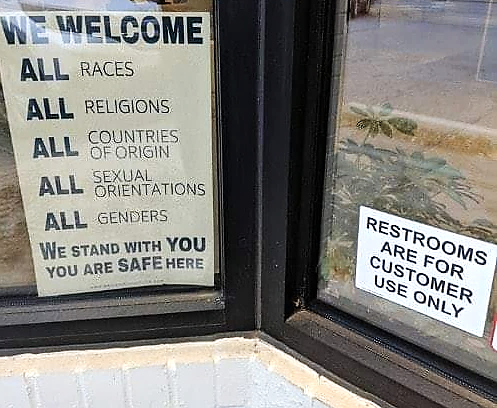 WE WELCOME
ALL RACES
ALL RELIGIONS
ALL COUNTRIES
OF ORIGIN
ALL SEXUAL
ORIENTATIONS
ALL GENDERS
WE STAND WITH YOU
YOU ARE SAFE HERE
RESTROOMS
ARE FOR
CUSTOMER
USE ONLY